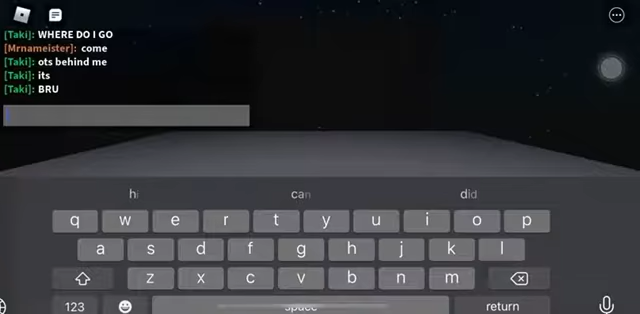 [Taki]: WHERE DO I GO
[Mrnameister]: come
[Taki]: ots behind me
[Taki]: its
[Taki]: BRU
hi can did
q w e r t y u i o p
a s d f g h j k l
z x c v b n m
123 space return